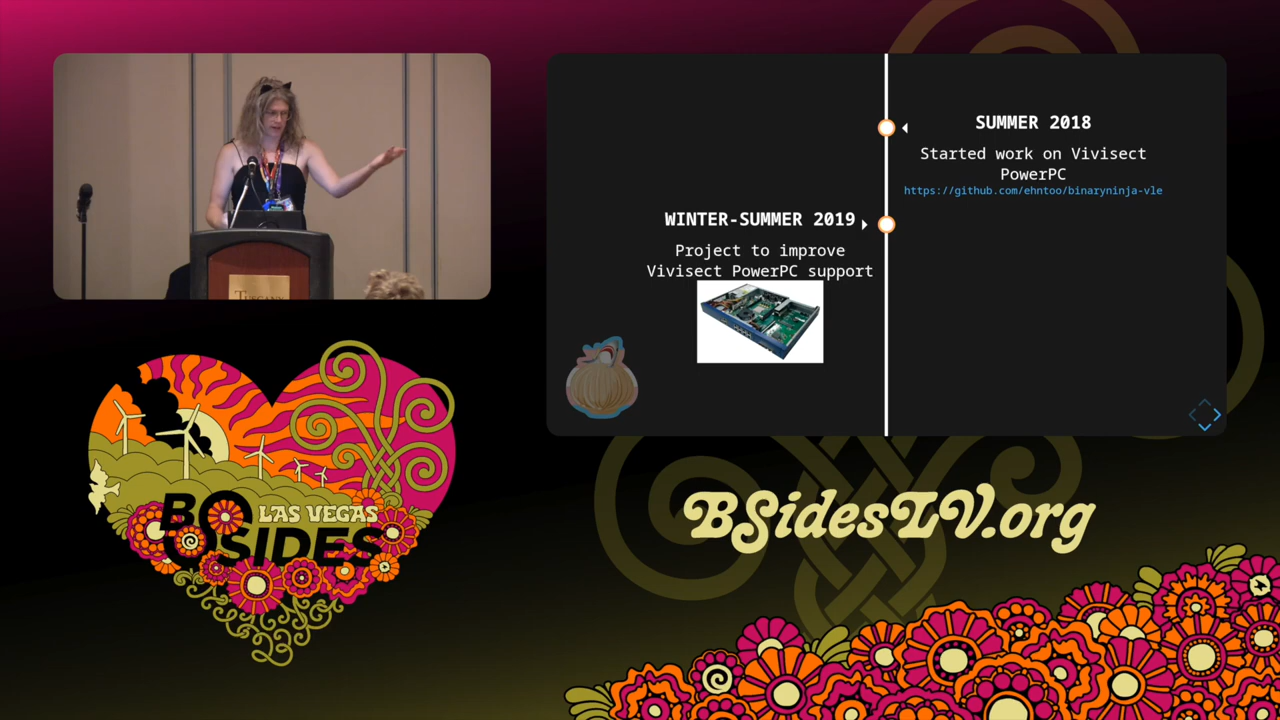 SUMMER 2018
Started work on Vivisect
PowerPC
https://github.com/ehntoo/binaryninja-vle
WINTER-SUMMER 2019
Project to improve
Vivisect PowerPC support
BSIDES
LAS VEGAS
BSidesLV.org